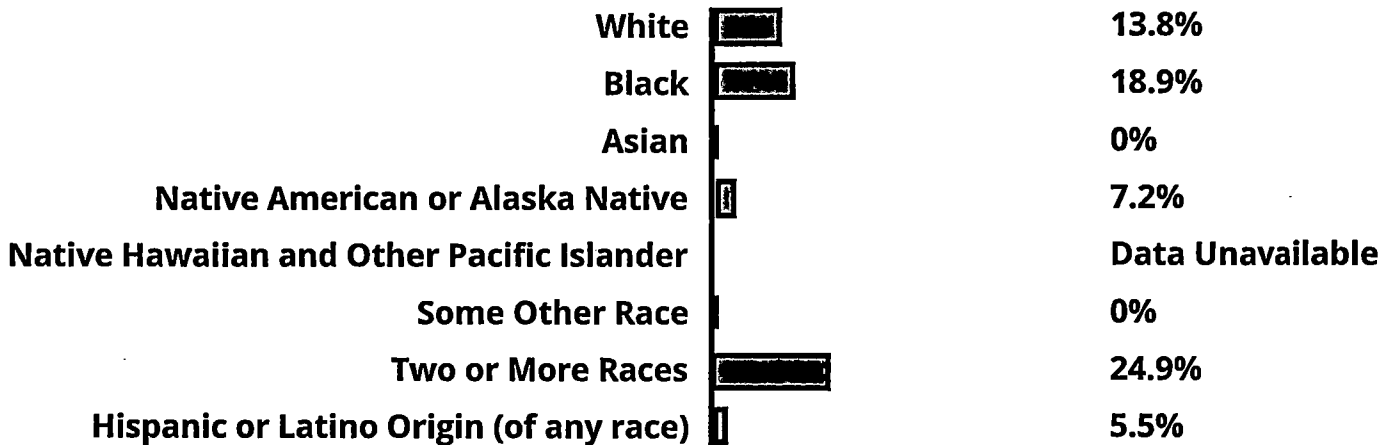 White 13.8%
Black 18.9%
Asian 0%
Native American or Alaska Native 7.2%
Native Hawaiian and Other Pacific Islander Data Unavailable
Some Other Race 0%
Two or More Races 24.9%
Hispanic or Latino Origin (of any race) 5.5%